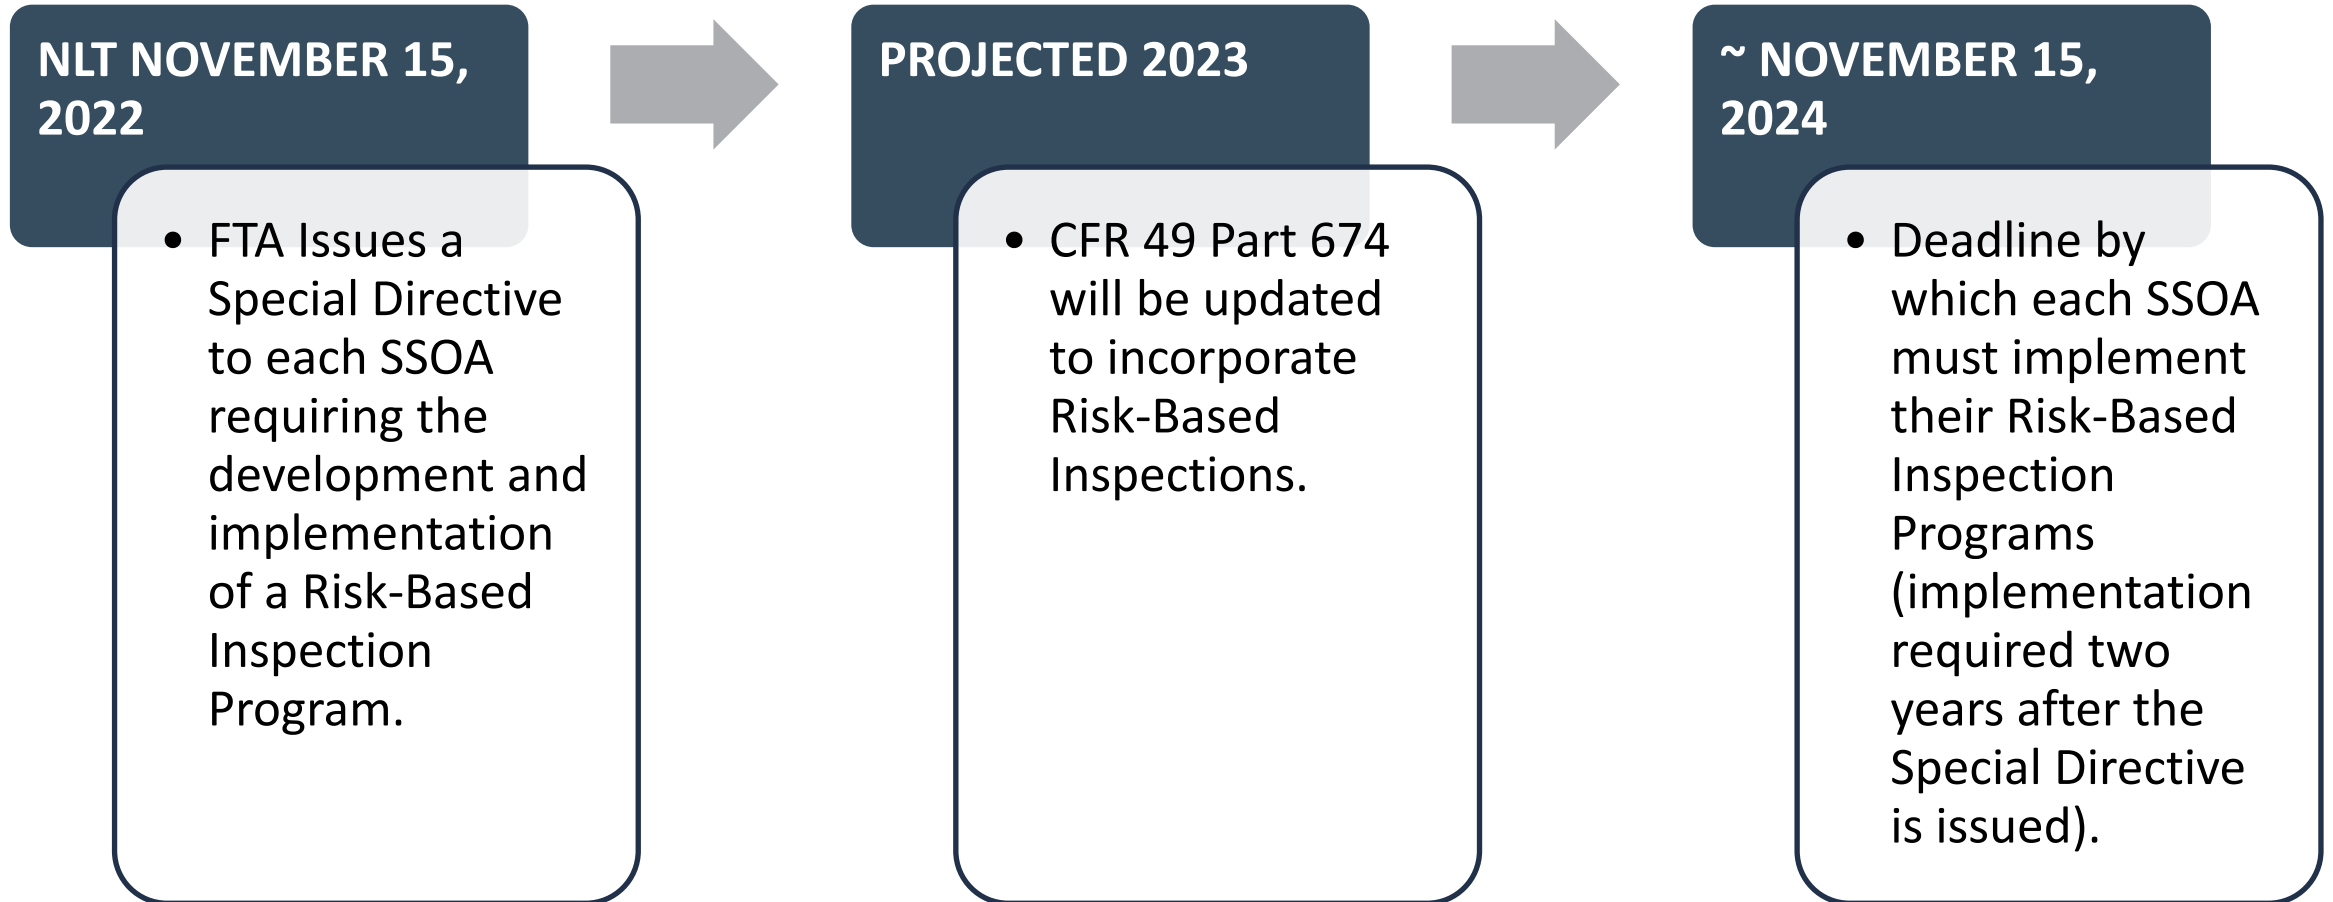 NLT NOVEMBER 15,
2022
• FTA Issues a
Special Directive
to each SSOA
requiring the
development and
implementation
of a Risk-Based
Inspection
Program.
PROJECTED 2023
• CFR 49 Part 674
will be updated
to incorporate
Risk-Based
Inspections.
~ NOVEMBER 15,
2024
• Deadline by
which each SSOA
must implement
their Risk-Based
Inspection
Programs
(implementation
required two
years after the
Special Directive
is issued).